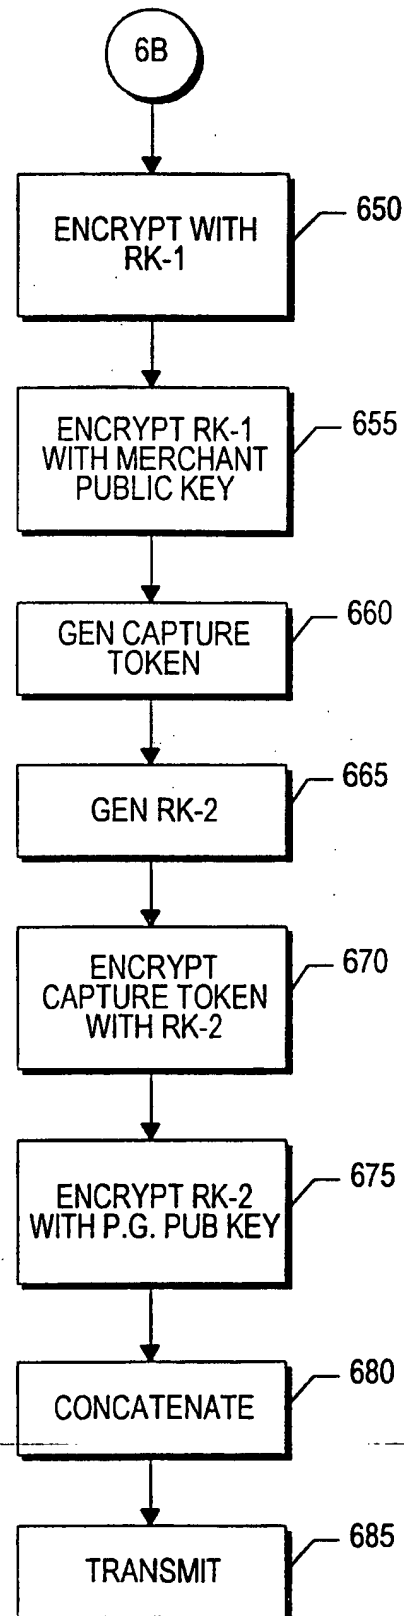 6B
ENCRYPT WITH
RK-1
650
ENCRYPT RK-1
WITH MERCHANT
PUBLIC KEY
655
GEN CAPTURE
TOKEN
660
GEN RK-2
665
ENCRYPT
CAPTURE TOKEN
WITH RK-2
670
ENCRYPT RK-2
WITH P.G. PUB KEY
675
CONCATENATE
680
TRANSMIT
685